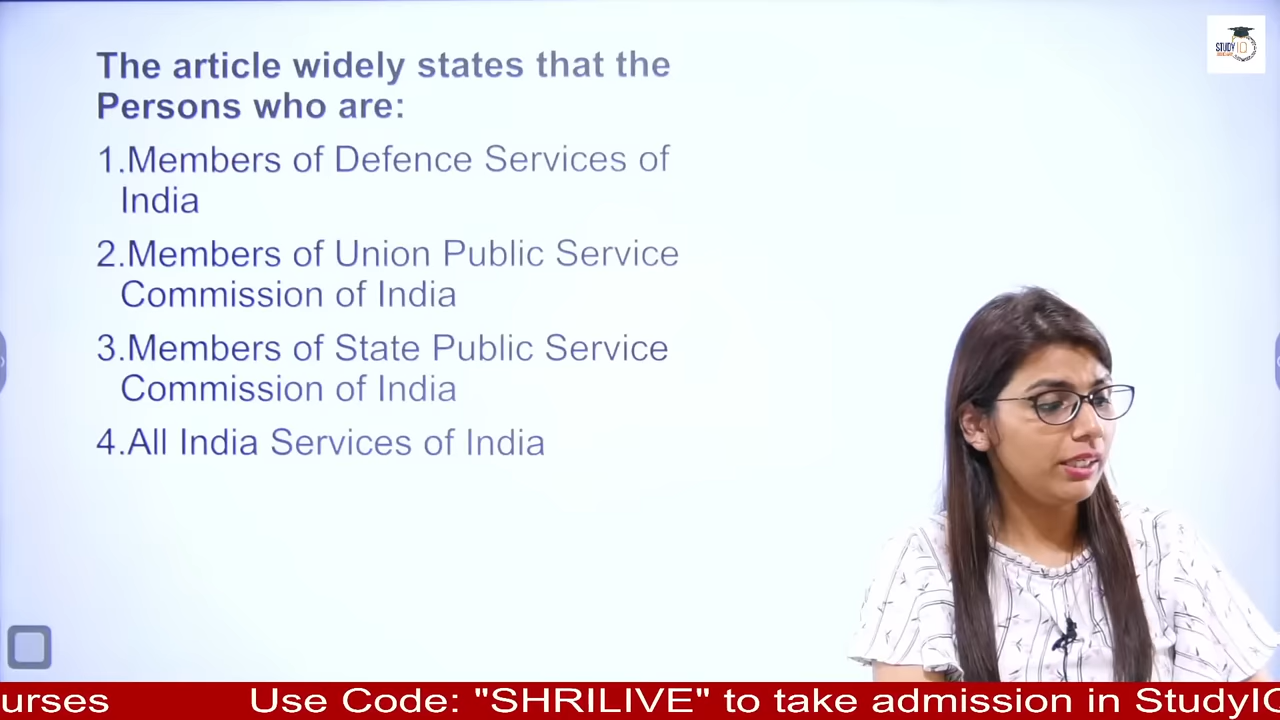 STUDY IQ
The article widely states that the
Persons who are:
1.Members of Defence Services of
India
2.Members of Union Public Service
Commission of India
3.Members of State Public Service
Commission of India
4.All India Services of India
urses Use Code: "SHRILIVE" to take admission in StudyIQ